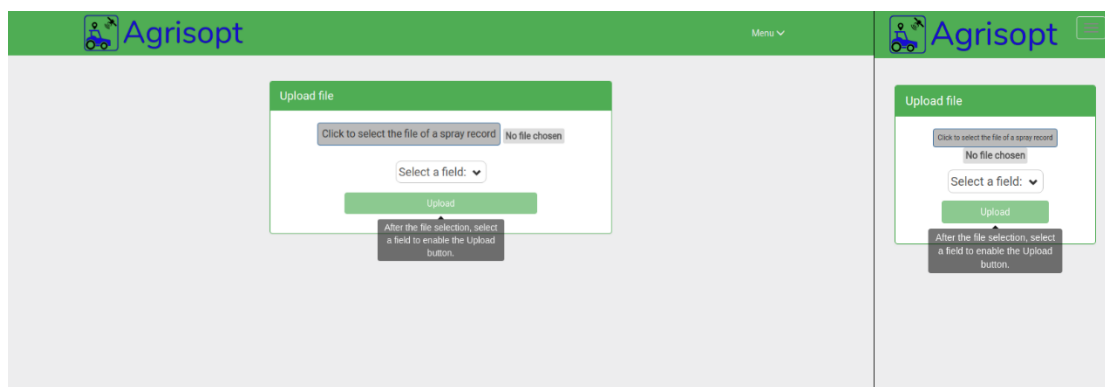 Agrisopt
Menu
Upload file
Click to select the file of a spray record
No file chosen
Select a field:
Upload
After the file selection, select
a field to enable the Upload
button.
Agrisopt
Upload file
Click to select the file of a spray record
No file chosen
Select a field:
Upload
After the file selection, select
a field to enable the Upload
button.